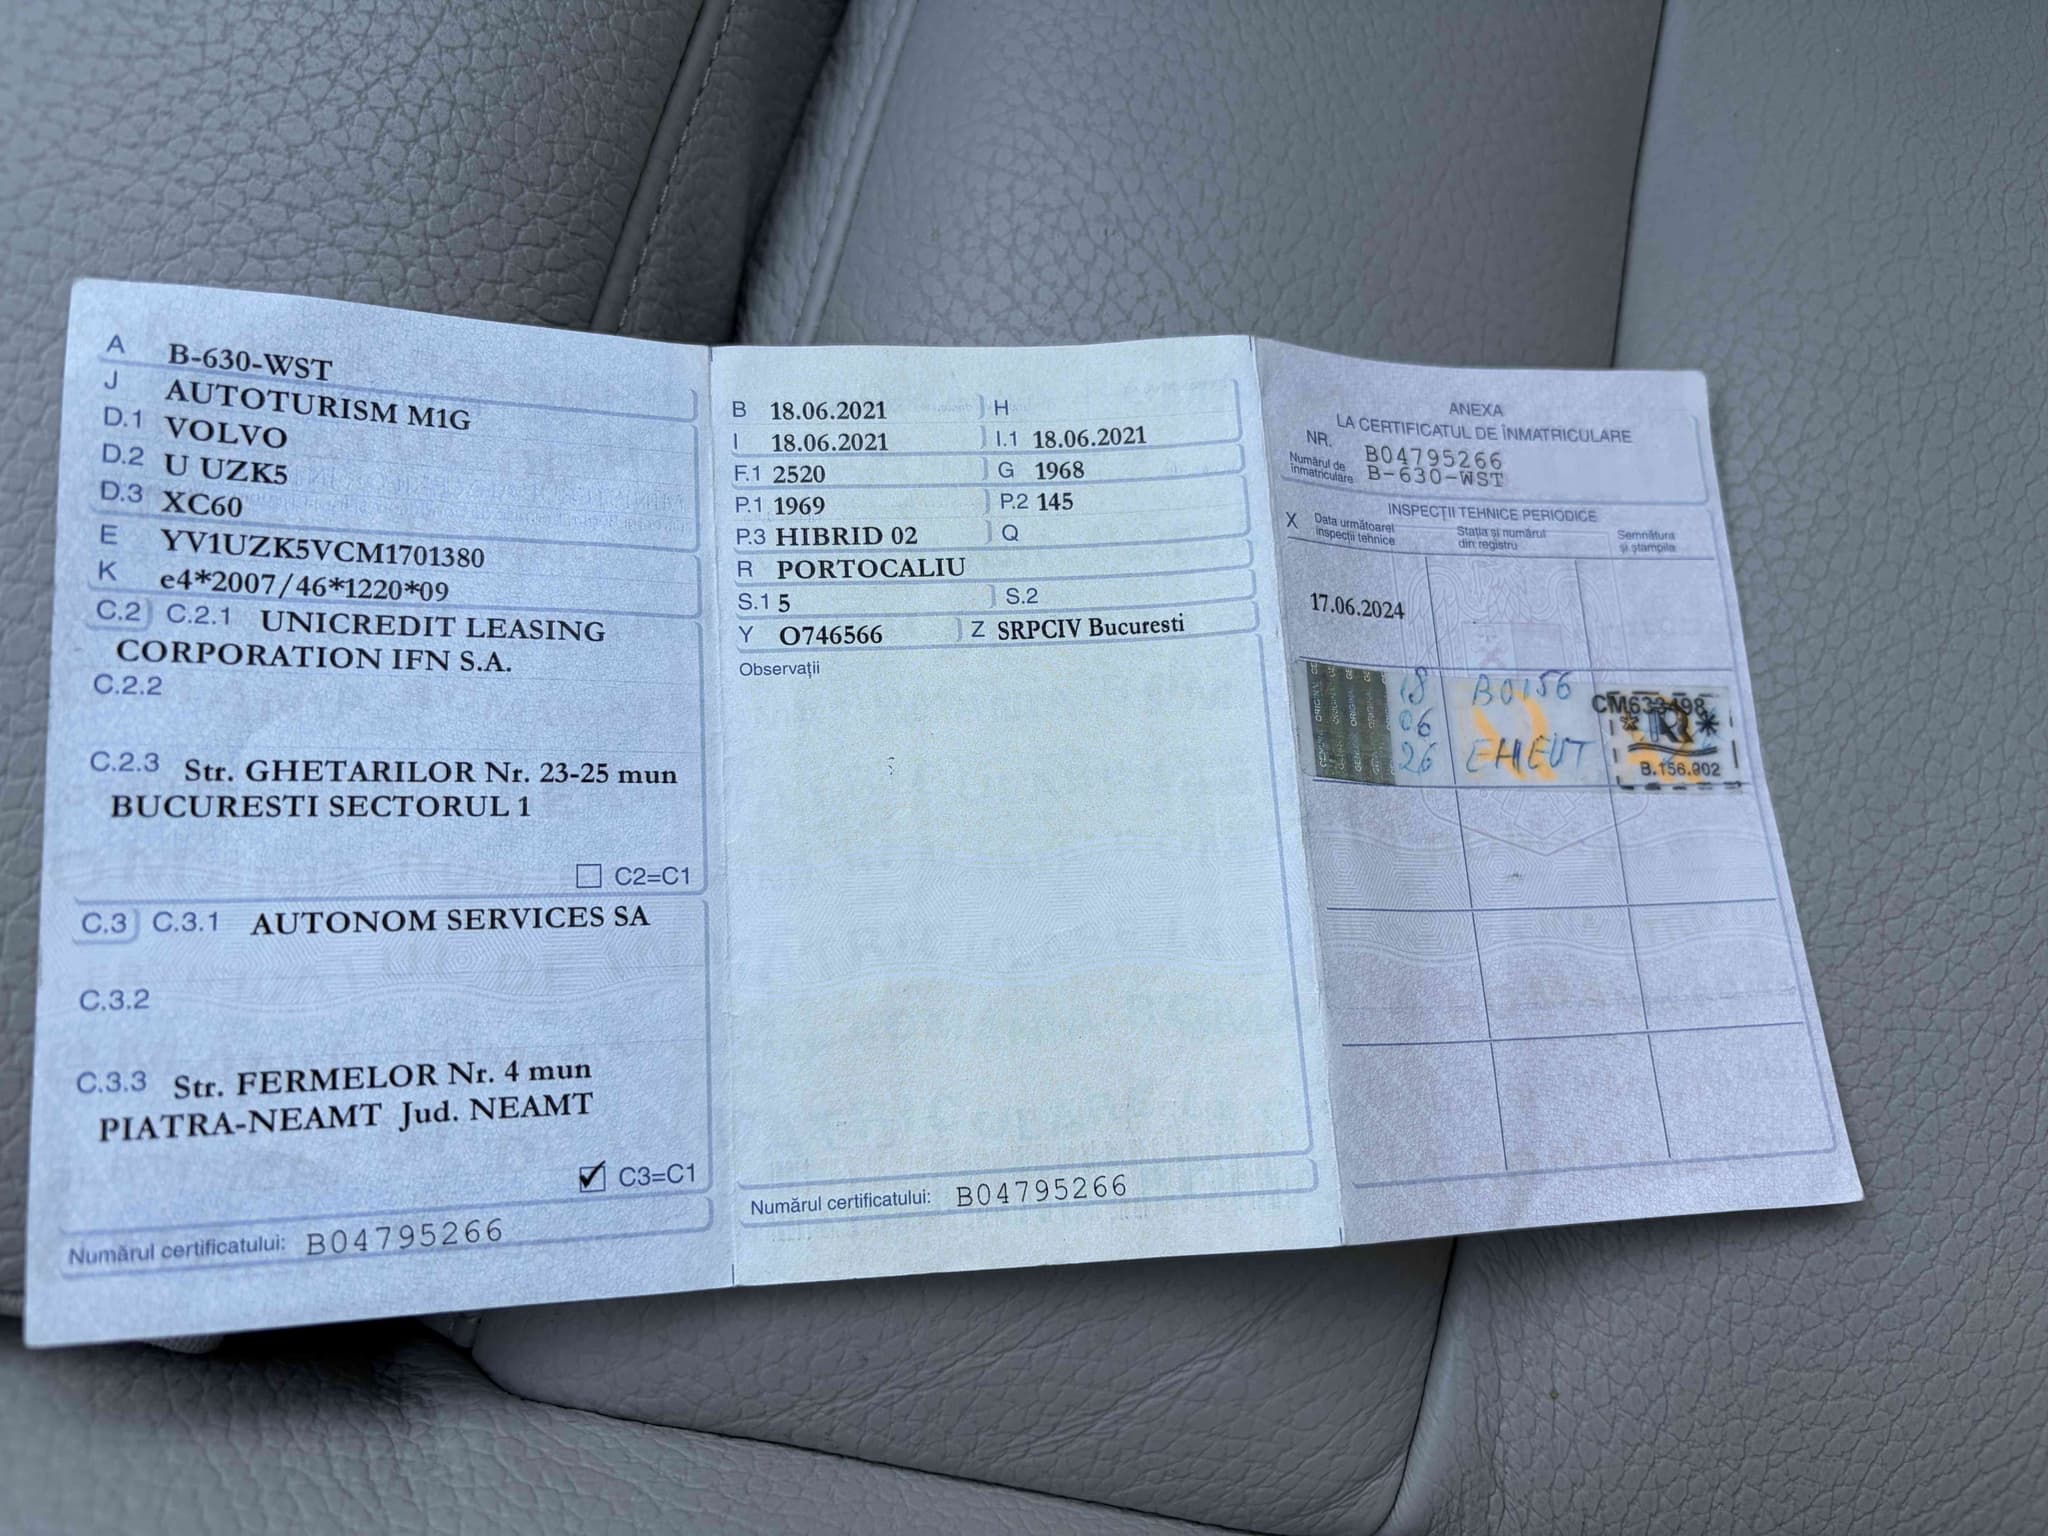 A B-630-WST
J AUTOTURISM M1G
D.1 VOLVO
D.2 U UZK5
D.3 XC60
E YV1UZK5VCM1701380
K e4*2007/46*1220*09
C.2 C.2.1 UNICREDIT LEASING
CORPORATION IFN S.A.
C.2.2
C.2.3 Str. GHETARILOR Nr. 23-25 mun
BUCURESTI SECTORUL 1
C2=C1
C.3 C.3.1 AUTONOM SERVICES SA
C.3.2
C.3.3 Str. FERMELOR Nr. 4 mun
PIATRA-NEAMT Jud. NEAMT
C3=C1
Numărul certificatului: B04795266
B 18.06.2021 H
I 18.06.2021 I.1 18.06.2021
F.1 2520 G 1968
P.1 1969 P.2 145
P.3 HIBRID 02 Q
R PORTOCALIU
S.1 5 S.2
Y O746566 Z SRPCIV Bucuresti
Observații
Numărul certificatului: B04795266
ANEXA
LA CERTIFICATUL DE ÎNMATRICULARE
NR. B04795266
Numărul de
înmatriculare B-630-WST
INSPECȚII TEHNICE PERIODICE
X Data următoarei
inspecții tehnice
Stația și numărul
din registru
Semnătura
și ștampila
17.06.2024
18
06
26
B0156
CM633498
R
B.156.002